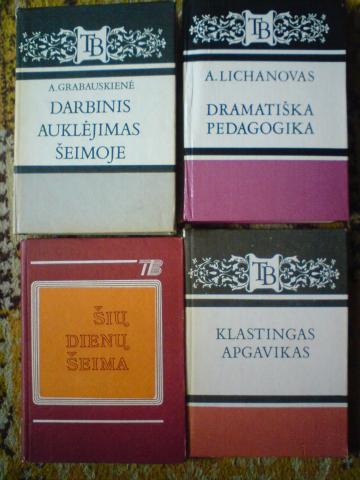 TB
A. GRABAUSKIENĖ
DARBINIS
AUKLĖJIMAS
ŠEIMOJE
TB
A. LICHANOVAS
DRAMATIŠKA
PEDAGOGIKA
TB
ŠIŲ
DIENŲ
ŠEIMA
TB
KLASTINGAS
APGAVIKAS